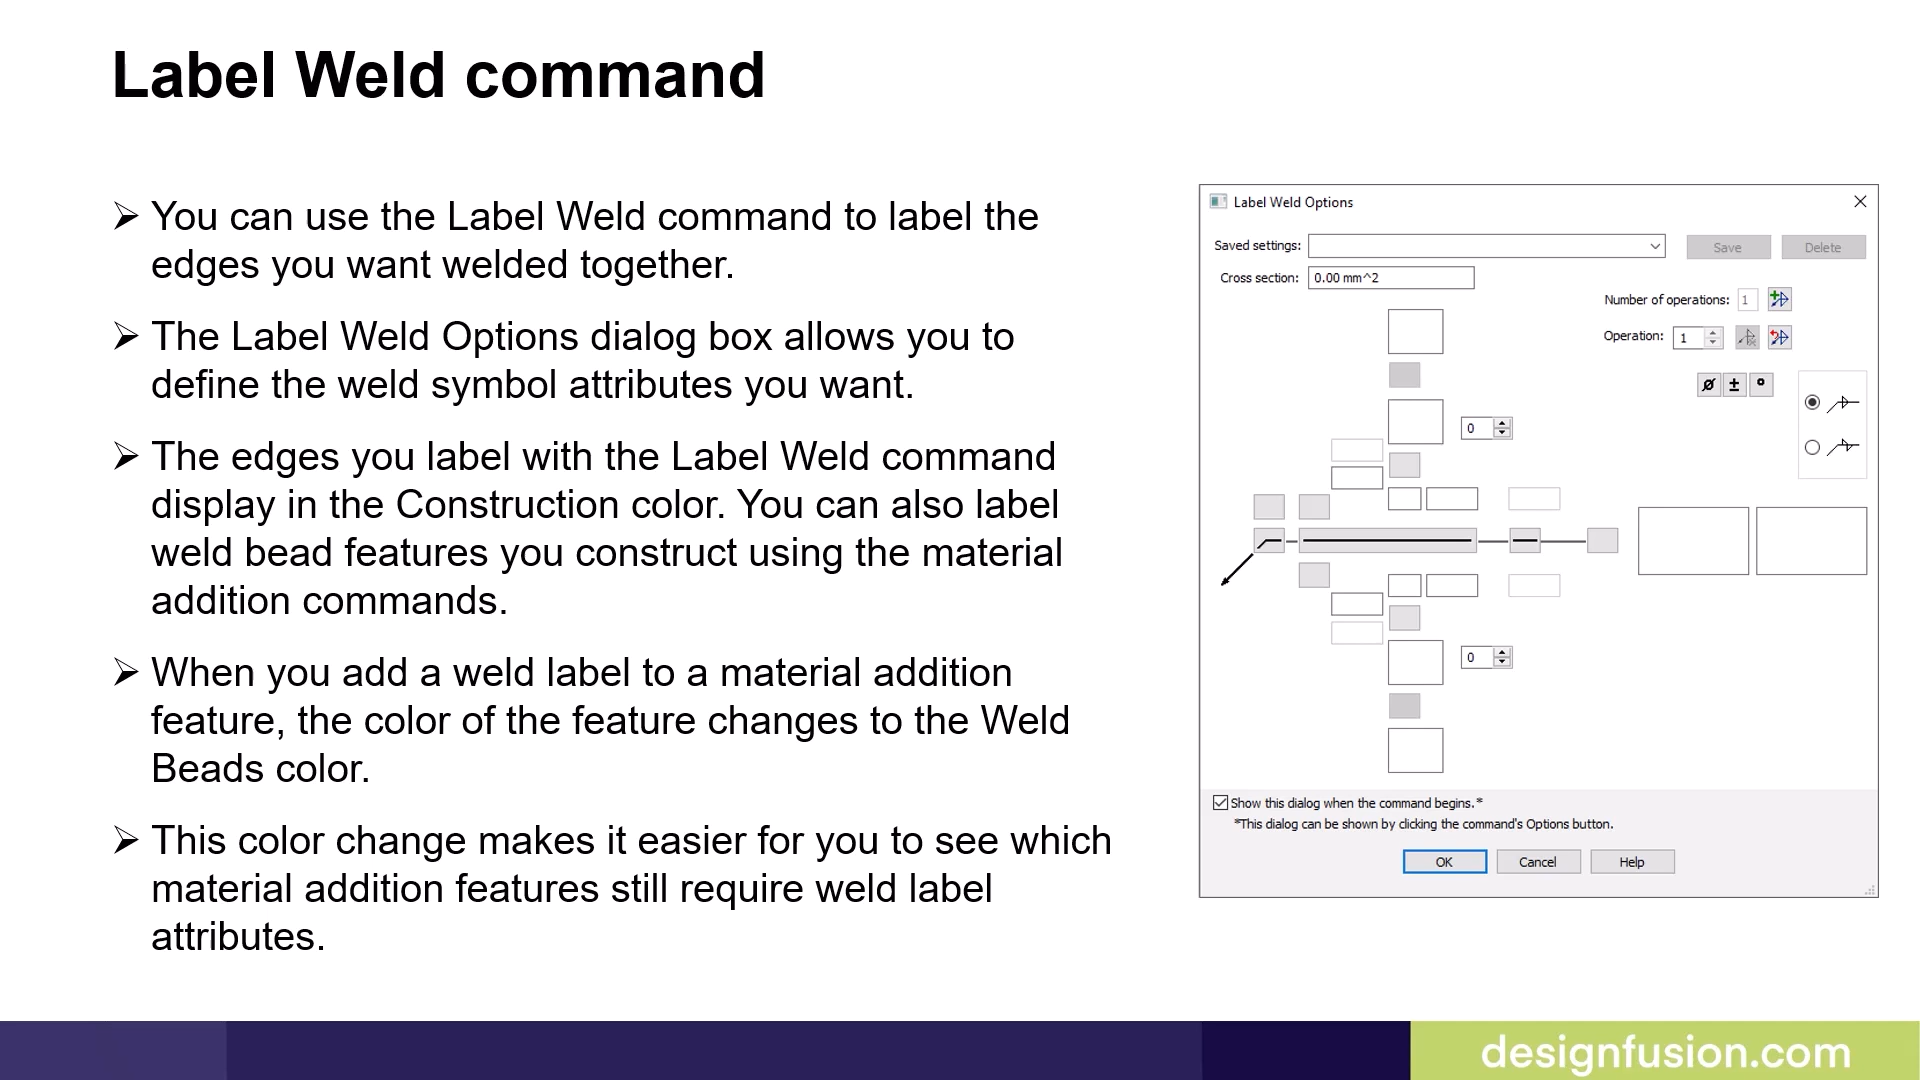 Label Weld command
➢ You can use the Label Weld command to label the
edges you want welded together.
➢ The Label Weld Options dialog box allows you to
define the weld symbol attributes you want.
➢ The edges you label with the Label Weld command
display in the Construction color. You can also label
weld bead features you construct using the material
addition commands.
➢ When you add a weld label to a material addition
feature, the color of the feature changes to the Weld
Beads color.
➢ This color change makes it easier for you to see which
material addition features still require weld label
attributes.
Label Weld Options
Saved settings: Save Delete
Cross section: 0.00 mm^2
Number of operations: 1
Operation: 1
Ø ± °
0
0
Show this dialog when the command begins.*
*This dialog can be shown by clicking the command's Options button.
OK Cancel Help
designfusion.com